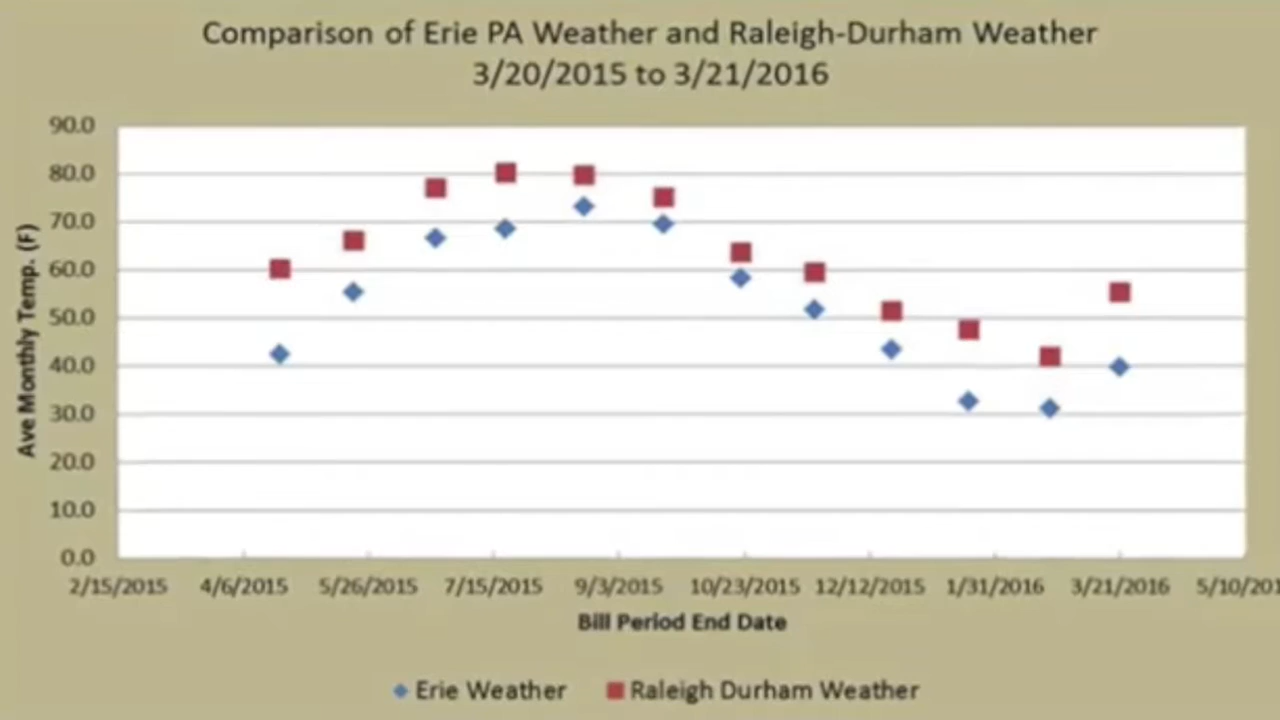 Comparison of Erie PA Weather and Raleigh-Durham Weather
3/20/2015 to 3/21/2016
90.0
80.0
70.0
60.0
50.0
40.0
30.0
20.0
10.0
0.0
Ave Monthly Temp. (F)
2/15/2015 4/6/2015 5/26/2015 7/15/2015 9/3/2015 10/23/2015 12/12/2015 1/31/2016 3/21/2016 5/10/201
Bill Period End Date
Erie Weather Raleigh Durham Weather